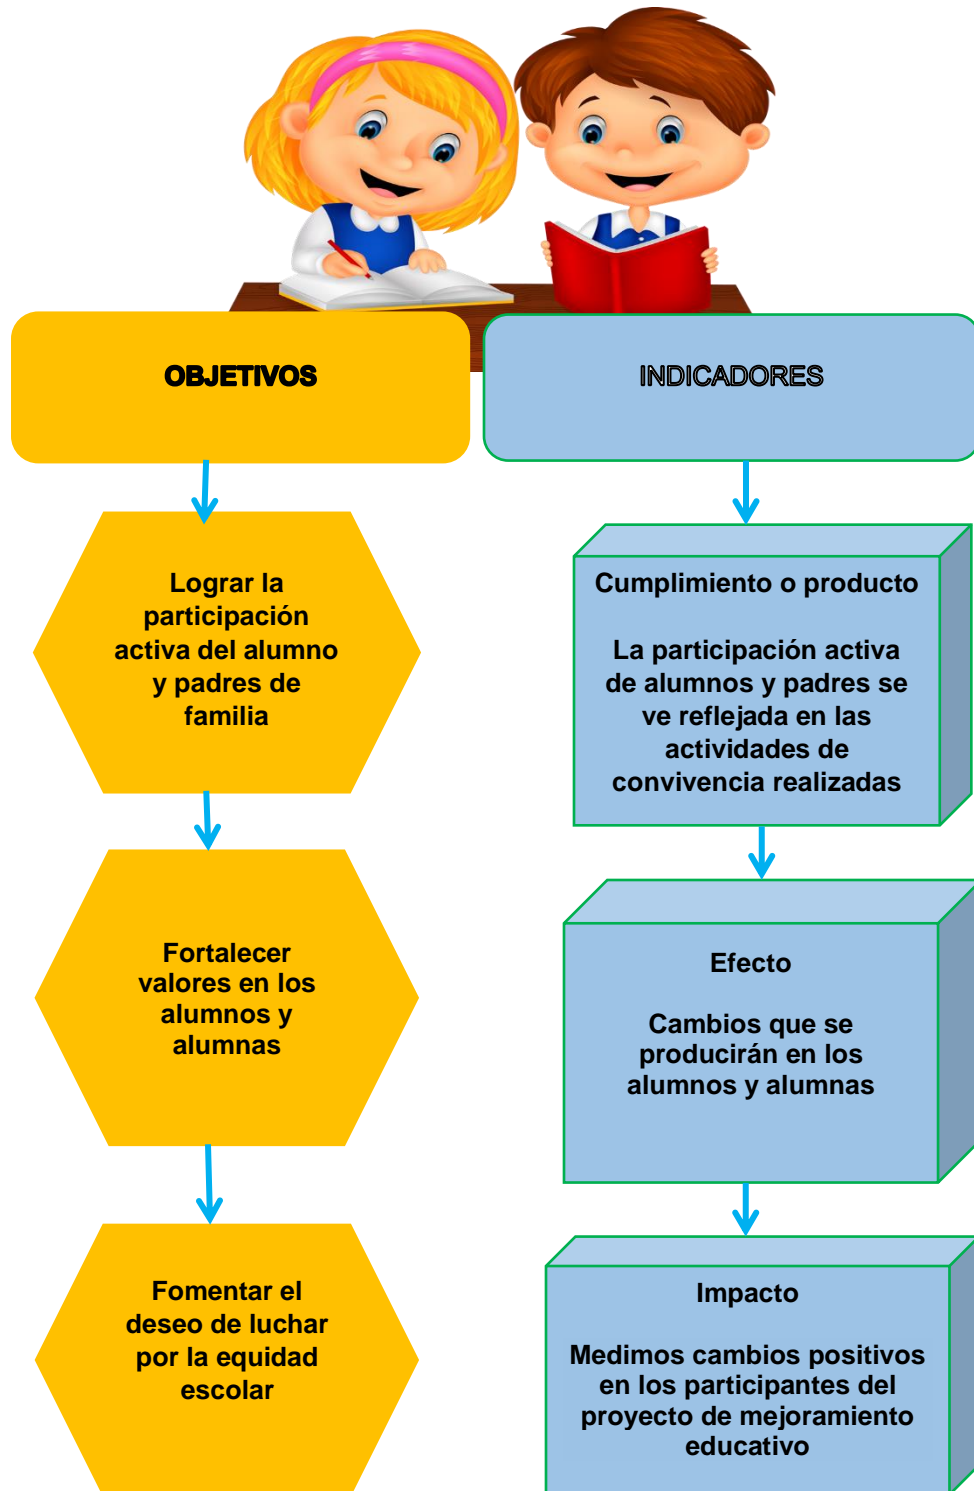 OBJETIVOS
Lograr la
participación
activa del alumno
y padres de
familia
Fortalecer
valores en los
alumnos y
alumnas
Fomentar el
deseo de luchar
por la equidad
escolar
INDICADORES
Cumplimiento o producto
La participación activa
de alumnos y padres se
ve reflejada en las
actividades de
convivencia realizadas
Efecto
Cambios que se
producirán en los
alumnos y alumnas
Impacto
Medimos cambios positivos
en los participantes del
proyecto de mejoramiento
educativo